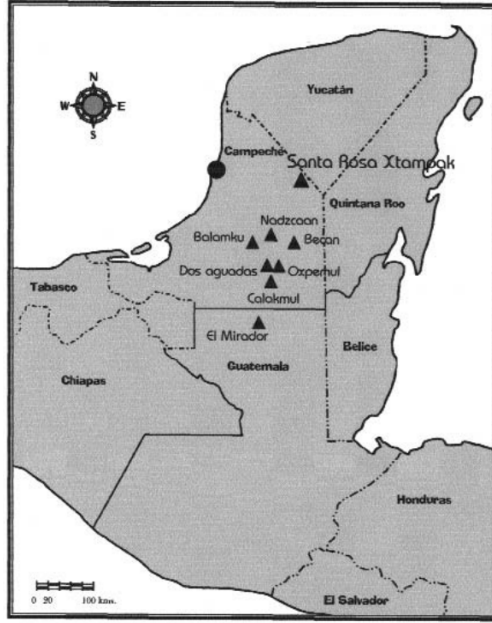 N
W E
S
Yucatán
Campeche
Santa Rosa Xtampak
Quintana Roo
Nadzcaan
Balamku
Becan
Dos aguadas
Oxpemul
Calakmul
Tabasco
El Mirador
Belice
Guatemala
Chiapas
Honduras
El Salvador
0 20 100 kms.